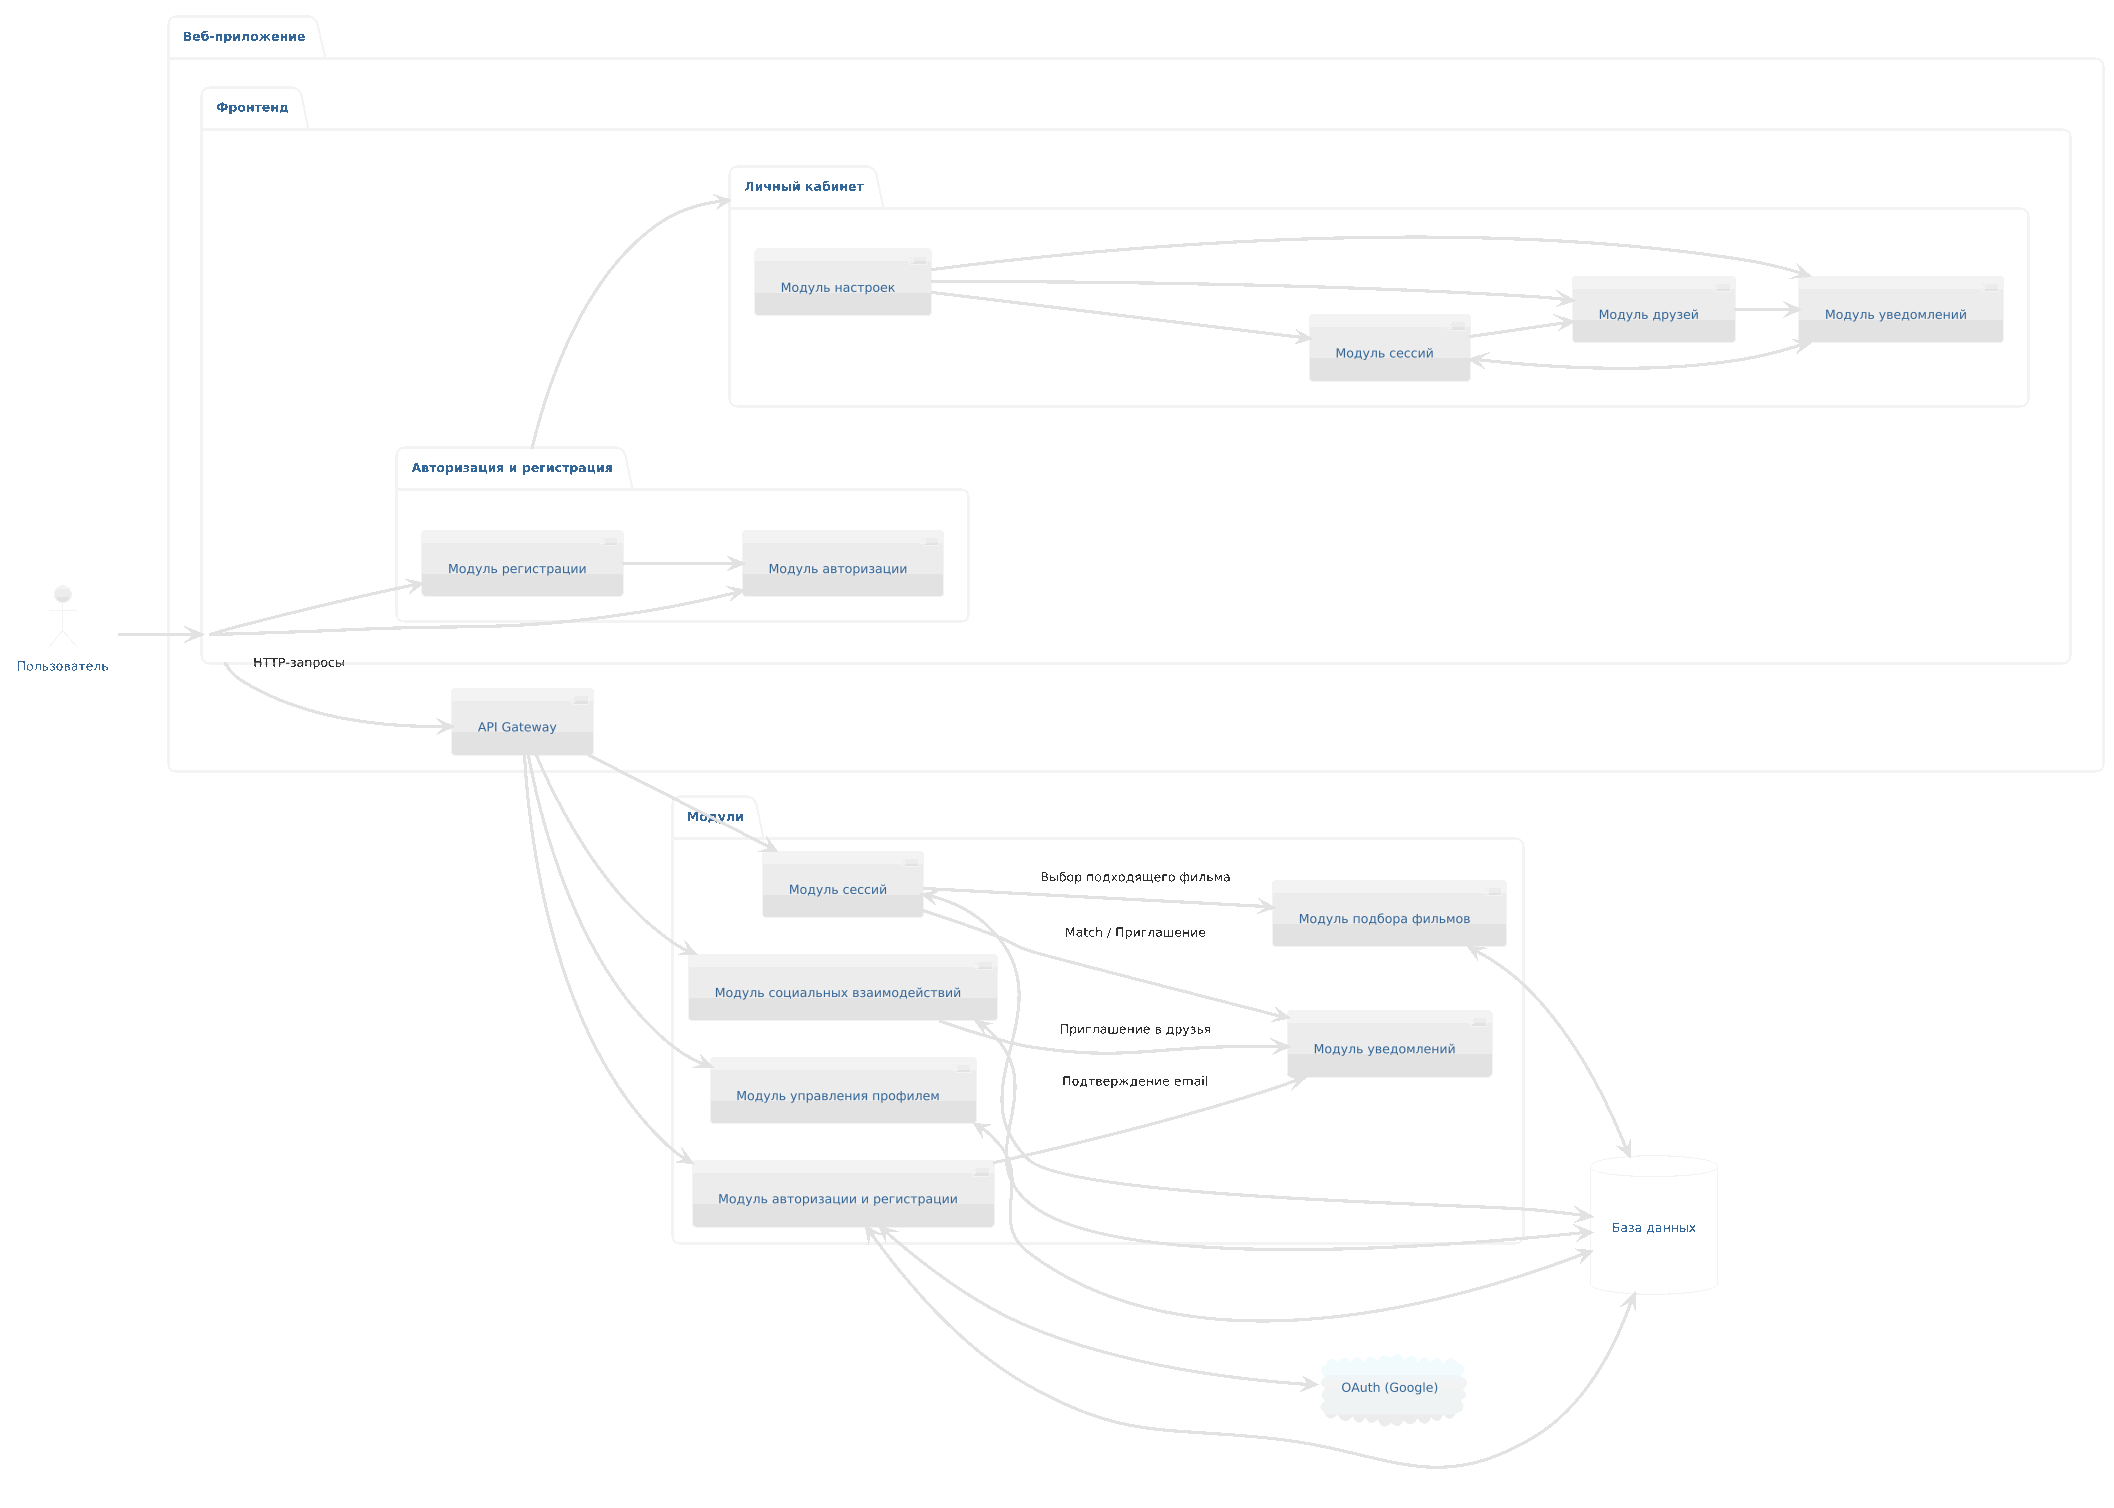 Веб-приложение
Фронтенд
Личный кабинет
Модуль настроек
Модуль друзей
Модуль уведомлений
Модуль сессий
Авторизация и регистрация
Модуль регистрации
Модуль авторизации
Пользователь
HTTP-запросы
API Gateway
Модули
Модуль сессий
Выбор подходящего фильма
Модуль подбора фильмов
Match / Приглашение
Модуль социальных взаимодействий
Приглашение в друзья
Модуль уведомлений
Подтверждение email
Модуль управления профилем
Модуль авторизации и регистрации
База данных
OAuth (Google)